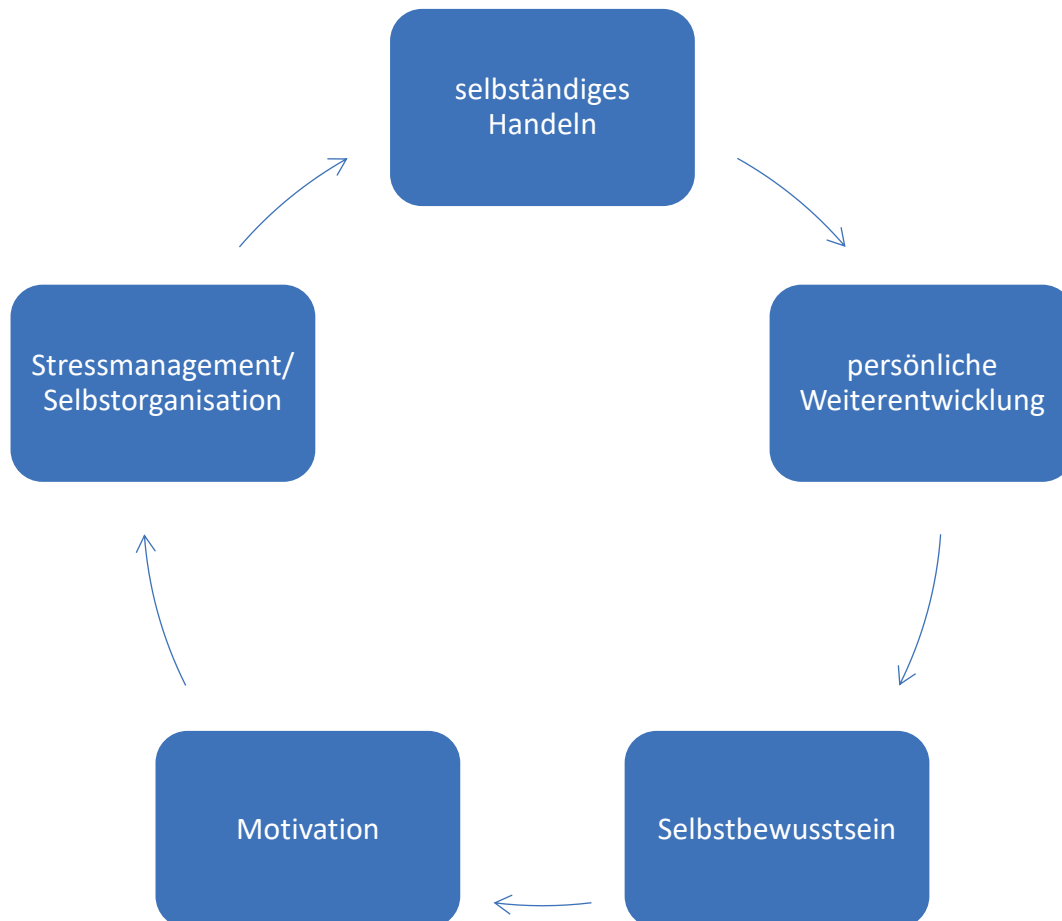 selbständiges
Handeln
persönliche
Weiterentwicklung
Selbstbewusstsein
Motivation
Stressmanagement/
Selbstorganisation